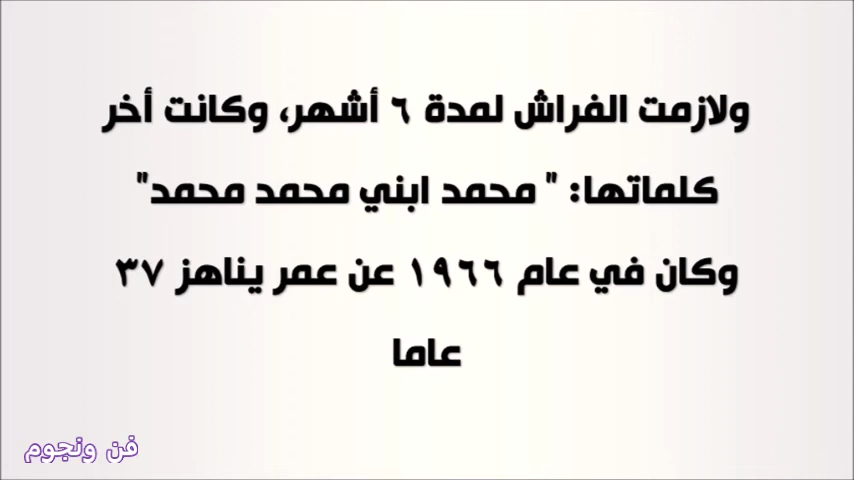 ولازمت الفراش لمدة ٦ أشهر، وكانت أخر
كلماتها: " محمد ابني محمد محمد"
وكان في عام ١٩٦٦ عن عمر يناهز ٣٧
عاما
فن ونجوم